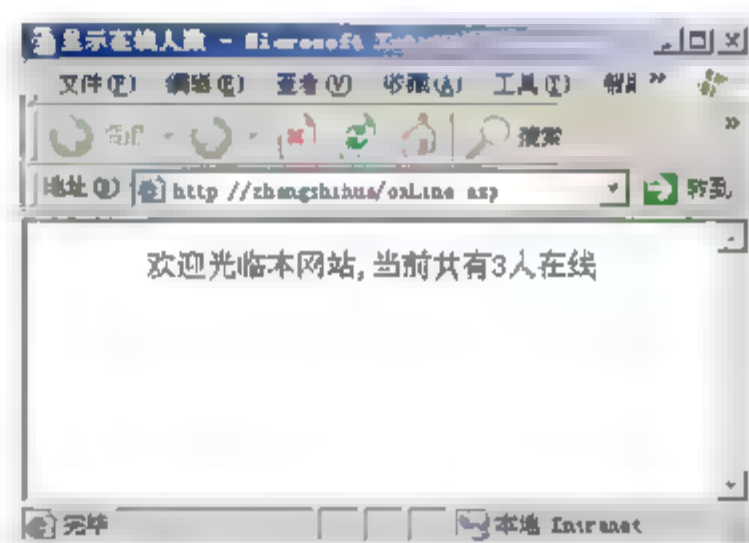 显示在线人数 - Microsoft
文件(F) 编辑(E) 查看(V) 收藏(A) 工具(T) »
搜索 »
地址(D) http //zhangshihua/onLine asp 转到
欢迎光临本网站,当前共有3人在线
完毕 本地 Intranet